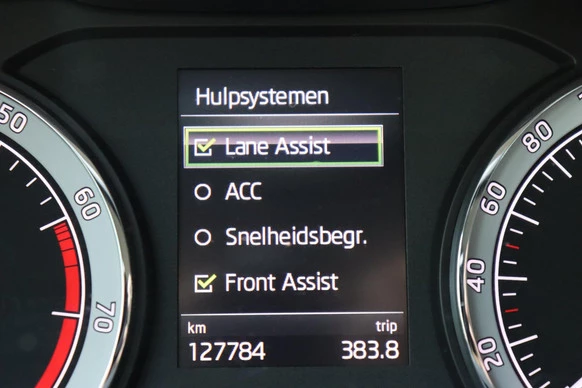 Hulpsystemen
Lane Assist
ACC
Snelheidsbegr.
Front Assist
km trip
127784 383.8
50
60
70
80
60
40
20